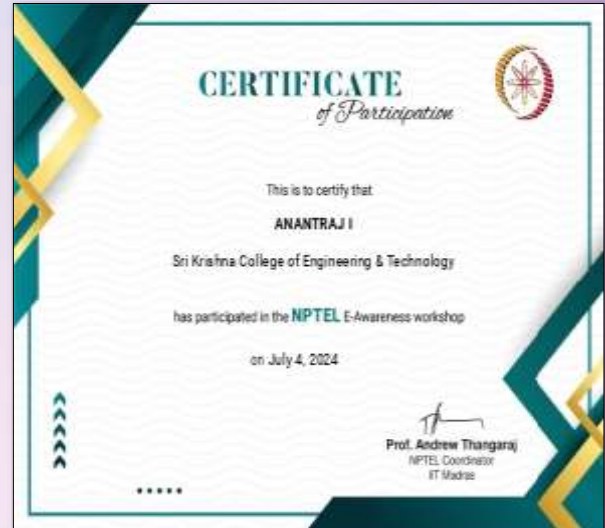 CERTIFICATE
of Participation
This is to certify that
ANANTRAJ I
Sri Krishna College of Engineering & Technology
has participated in the NPTEL E-Awareness workshop
on July 4, 2024
Prof. Andrew Thangaraj
NPTEL Coordinator
IIT Madras